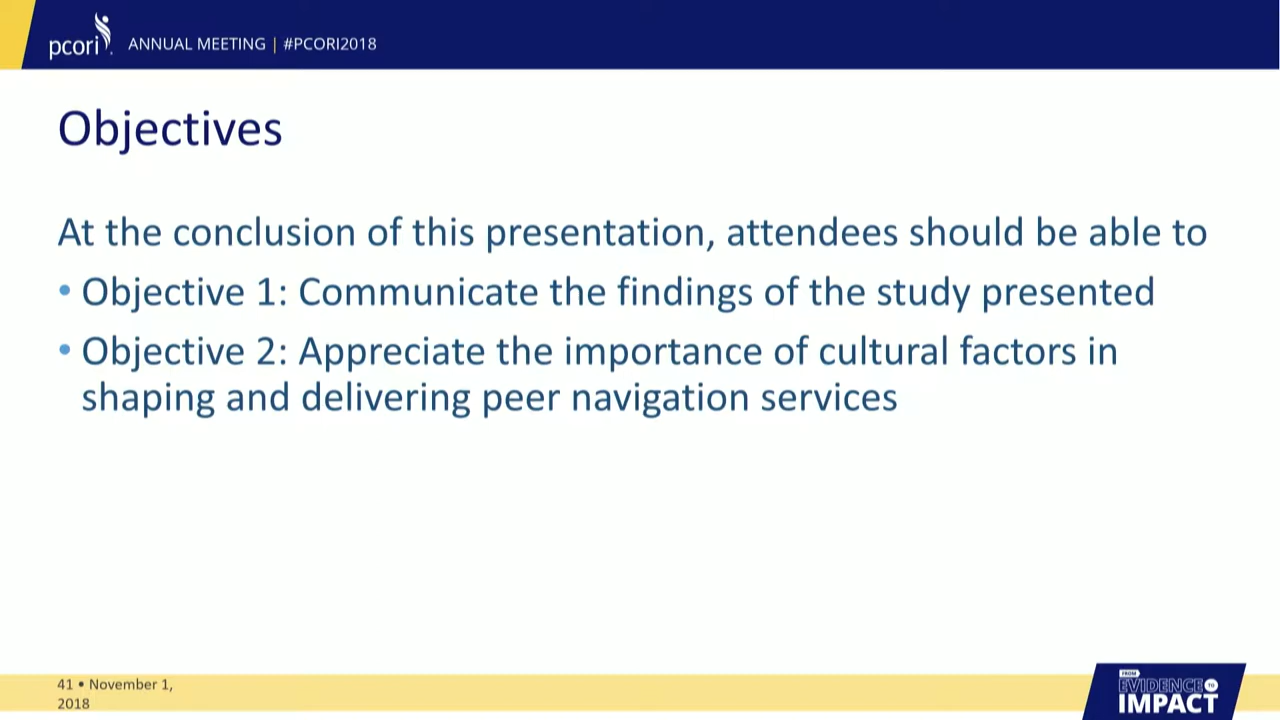 pcori
ANNUAL MEETING | #PCORI2018
Objectives
At the conclusion of this presentation, attendees should be able to
• Objective 1: Communicate the findings of the study presented
• Objective 2: Appreciate the importance of cultural factors in
shaping and delivering peer navigation services
41 • November 1,
2018
FROM
EVIDENCE TO
IMPACT